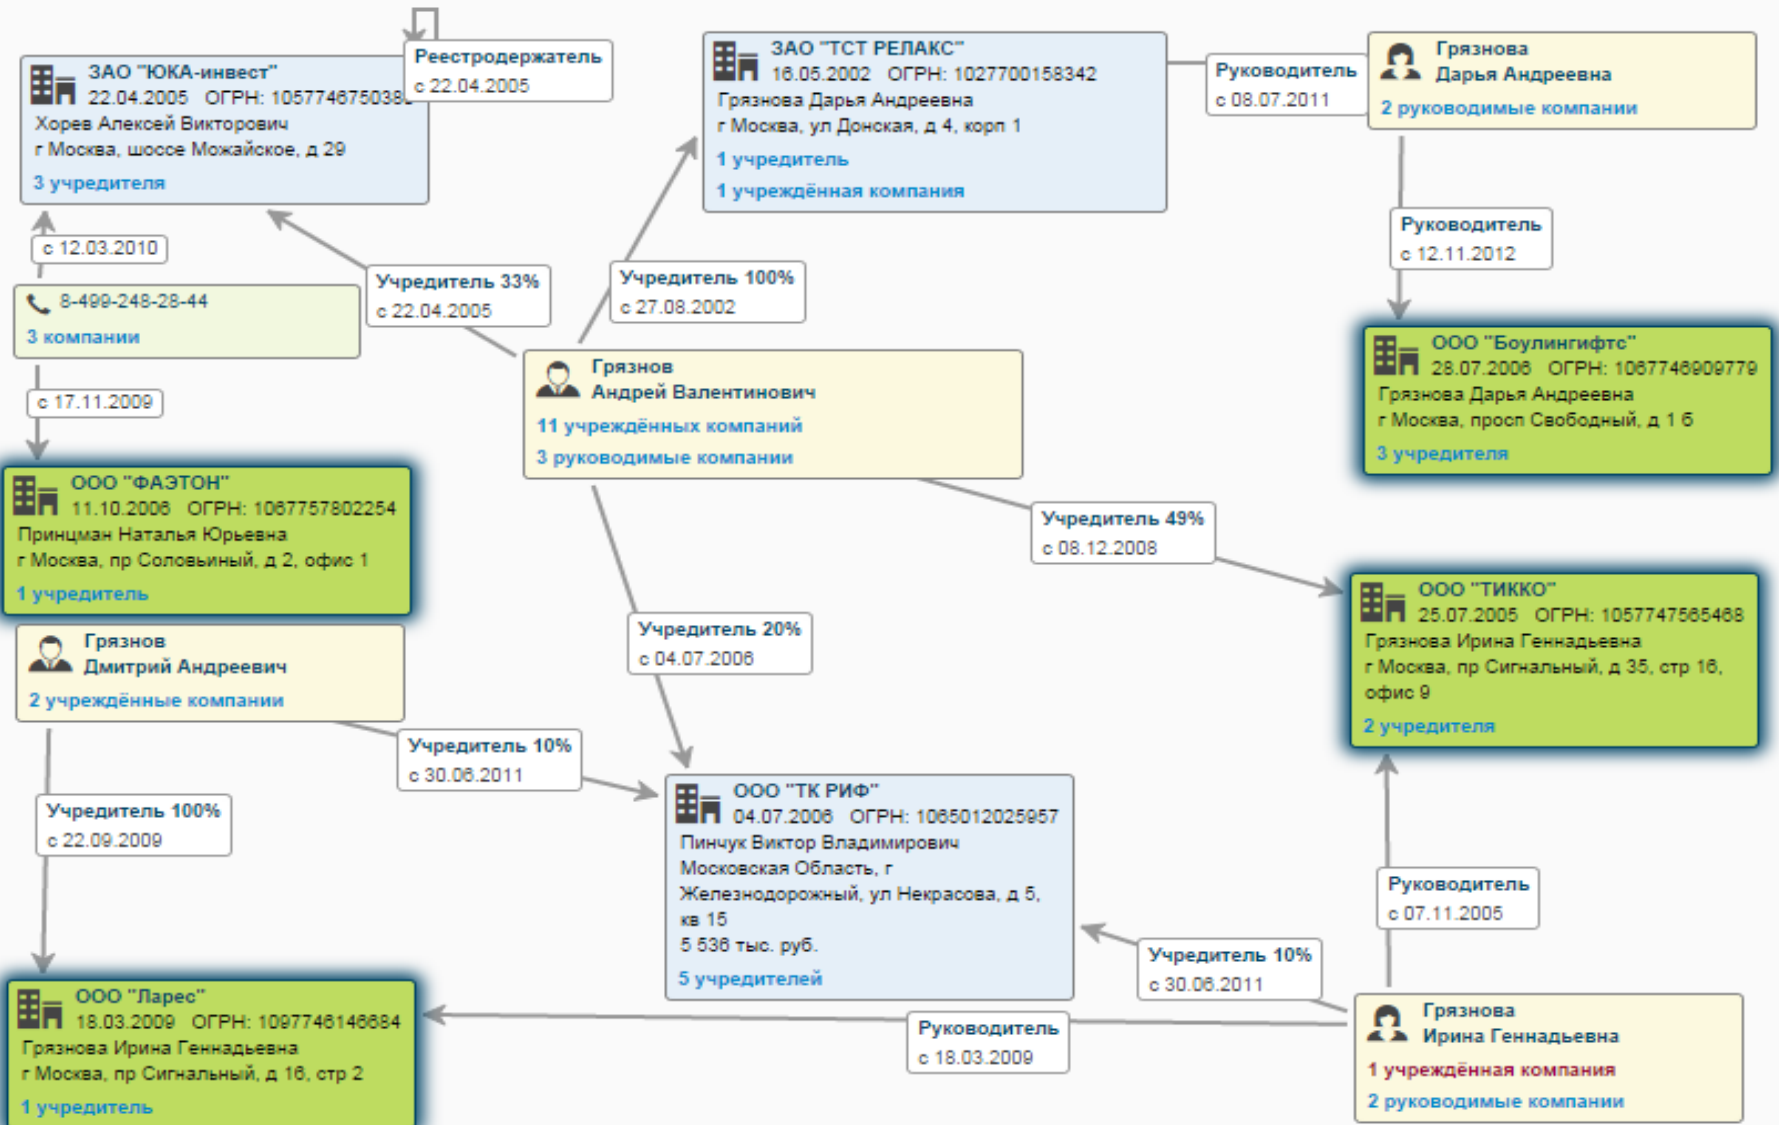 ЗАО "ЮКА-инвест"
22.04.2005 ОГРН: 105774675038
Хорев Алексей Викторович
г Москва, шоссе Можайское, д 29
3 учредителя
Реестродержатель
с 22.04.2005
ЗАО "ТСТ РЕЛАКС"
16.05.2002 ОГРН: 1027700158342
Грязнова Дарья Андреевна
г Москва, ул Донская, д 4, корп 1
1 учредитель
1 учреждённая компания
Руководитель
с 08.07.2011
Грязнова
Дарья Андреевна
2 руководимые компании
с 12.03.2010
Учредитель 33%
с 22.04.2005
Учредитель 100%
с 27.08.2002
Руководитель
с 12.11.2012
8-499-248-28-44
3 компании
с 17.11.2009
Грязнов
Андрей Валентинович
11 учреждённых компаний
3 руководимые компании
ООО "Боулингифтс"
28.07.2006 ОГРН: 1067746909779
Грязнова Дарья Андреевна
г Москва, просп Свободный, д 1 б
3 учредителя
ООО "ФАЭТОН"
11.10.2006 ОГРН: 1067757802254
Принцман Наталья Юрьевна
г Москва, пр Соловьиный, д 2, офис 1
1 учредитель
Учредитель 49%
с 08.12.2008
ООО "ТИККО"
25.07.2005 ОГРН: 1057747565468
Грязнова Ирина Геннадьевна
г Москва, пр Сигнальный, д 35, стр 16,
офис 9
2 учредителя
Грязнов
Дмитрий Андреевич
2 учреждённые компании
Учредитель 20%
с 04.07.2006
Учредитель 10%
с 30.06.2011
Учредитель 100%
с 22.09.2009
ООО "ТК РИФ"
04.07.2006 ОГРН: 1065012025957
Пинчук Виктор Владимирович
Московская Область, г
Железнодорожный, ул Некрасова, д 5,
кв 15
5 536 тыс. руб.
5 учредителей
Руководитель
с 07.11.2005
Учредитель 10%
с 30.06.2011
ООО "Ларес"
18.03.2009 ОГРН: 1097746146684
Грязнова Ирина Геннадьевна
г Москва, пр Сигнальный, д 16, стр 2
1 учредитель
Руководитель
с 18.03.2009
Грязнова
Ирина Геннадьевна
1 учреждённая компания
2 руководимые компании